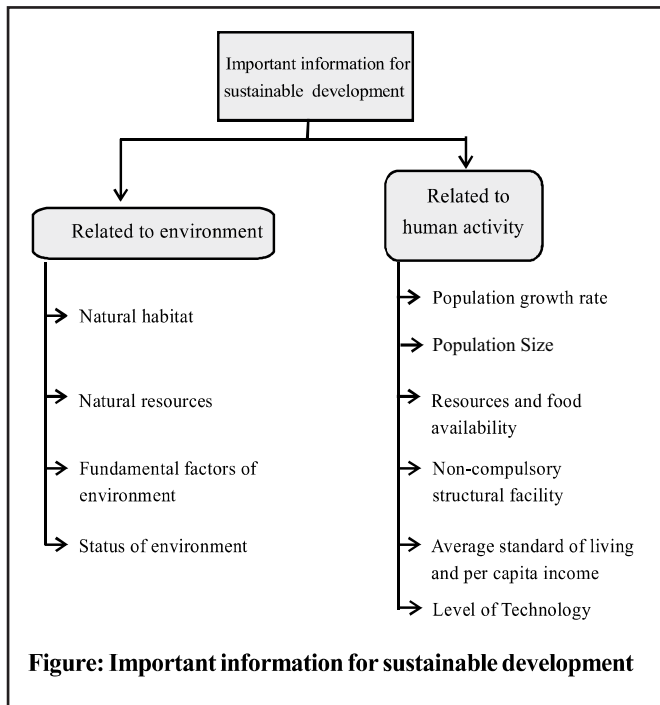 Important information for
sustainable development
Related to environment
Natural habitat
Natural resources
Fundamental factors of
environment
Status of environment
Related to
human activity
Population growth rate
Population Size
Resources and food
availability
Non-compulsory
structural facility
Average standard of living
and per capita income
Level of Technology
Figure: Important information for sustainable development